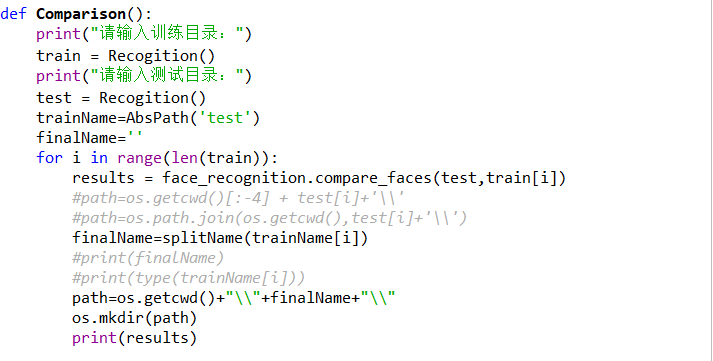 def Comparison():
    print("请输入训练目录：")
    train = Recogition()
    print("请输入测试目录：")
    test = Recogition()
    trainName=AbsPath('test')
    finalName=''
    for i in range(len(train)):
        results = face_recognition.compare_faces(test,train[i])
        #path=os.getcwd()[:-4] + test[i]+'\\'
        #path=os.path.join(os.getcwd(),test[i]+'\\')
        finalName=splitName(trainName[i])
        #print(finalName)
        #print(type(trainName[i]))
        path=os.getcwd()+"\\"+finalName+"\\"
        os.mkdir(path)
        print(results)